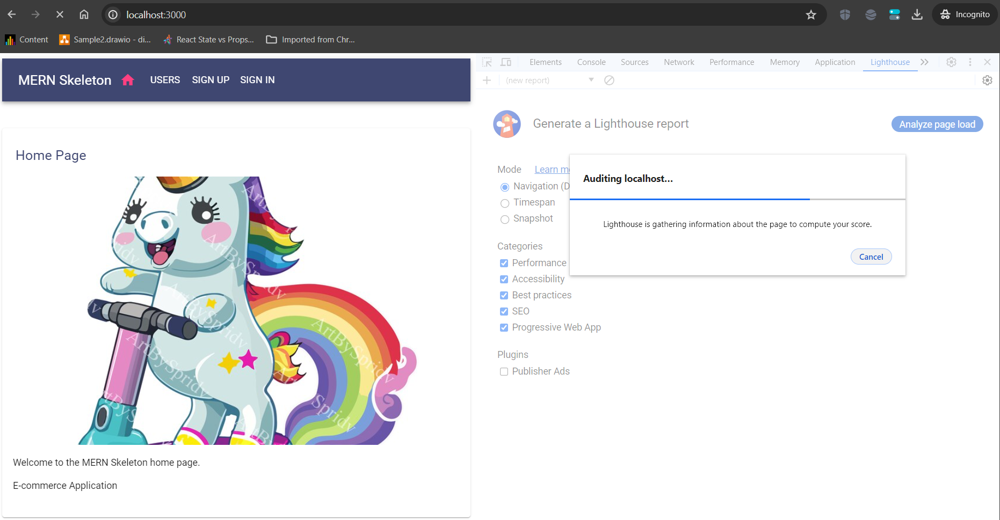 localhost:3000
Incognito
Content
Sample2.drawio - di...
React State vs Props...
Imported from Chr...
MERN Skeleton
USERS
SIGN UP
SIGN IN
Elements
Console
Sources
Network
Performance
Memory
Application
Lighthouse
(new report)
Generate a Lighthouse report
Analyze page load
Home Page
Mode
Learn m
Navigation (D
Timespan
Snapshot
Auditing localhost...
Lighthouse is gathering information about the page to compute your score.
Cancel
Categories
Performance
Accessibility
Best practices
SEO
Progressive Web App
Plugins
Publisher Ads
ArtBySpridv
ArtBySpridv
ArtBySpridv
ArtBySpridv
Spridv
Welcome to the MERN Skeleton home page.
E-commerce Application